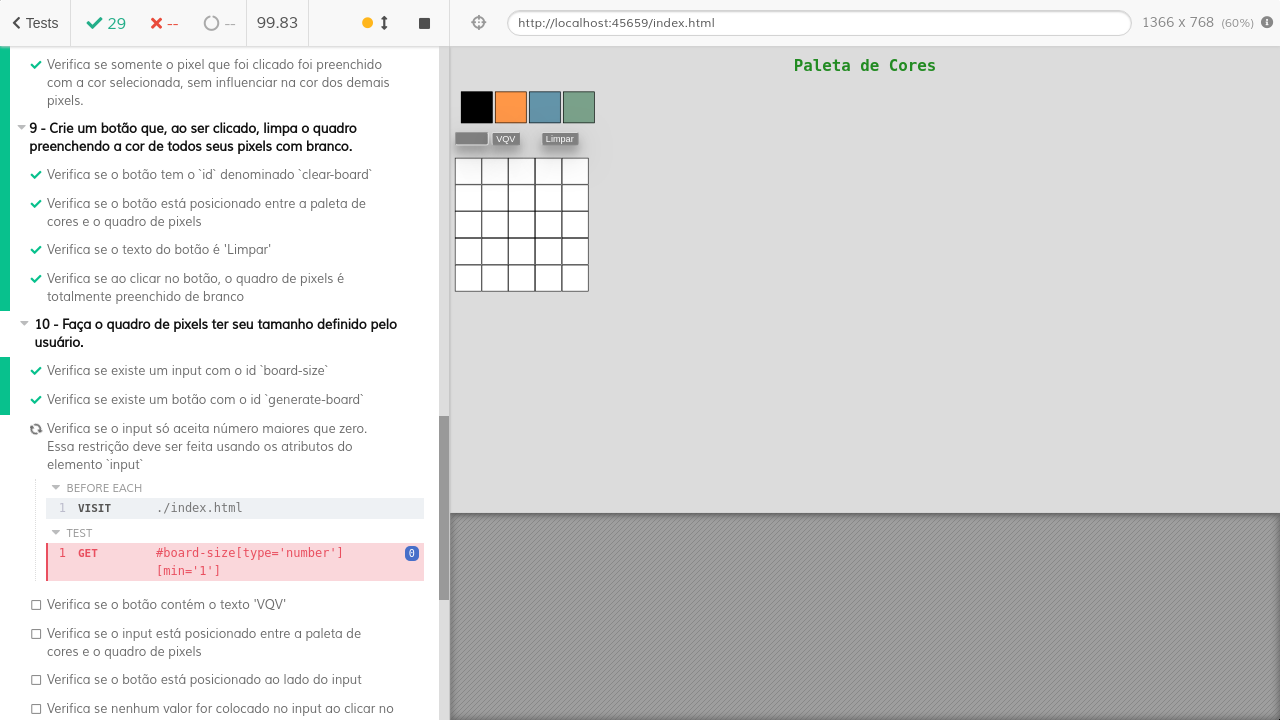 Tests
29
--
--
99.83
http://localhost:45659/index.html
1366 x 768 (60%)
Verifica se somente o pixel que foi clicado foi preenchido
com a cor selecionada, sem influenciar na cor dos demais
pixels.
9 - Crie um botão que, ao ser clicado, limpa o quadro
preenchendo a cor de todos seus pixels com branco.
Verifica se o botão tem o `id` denominado `clear-board`
Verifica se o botão está posicionado entre a paleta de
cores e o quadro de pixels
Verifica se o texto do botão é 'Limpar'
Verifica se ao clicar no botão, o quadro de pixels é
totalmente preenchido de branco
10 - Faça o quadro de pixels ter seu tamanho definido pelo
usuário.
Verifica se existe um input com o id `board-size`
Verifica se existe um botão com o id `generate-board`
Verifica se o input só aceita número maiores que zero.
Essa restrição deve ser feita usando os atributos do
elemento `input`
BEFORE EACH
1 VISIT ./index.html
TEST
1 GET #board-size[type='number'] 0
[min='1']
Verifica se o botão contém o texto 'VQV'
Verifica se o input está posicionado entre a paleta de
cores e o quadro de pixels
Verifica se o botão está posicionado ao lado do input
Verifica se nenhum valor for colocado no input ao clicar no
Paleta de Cores
VQV Limpar